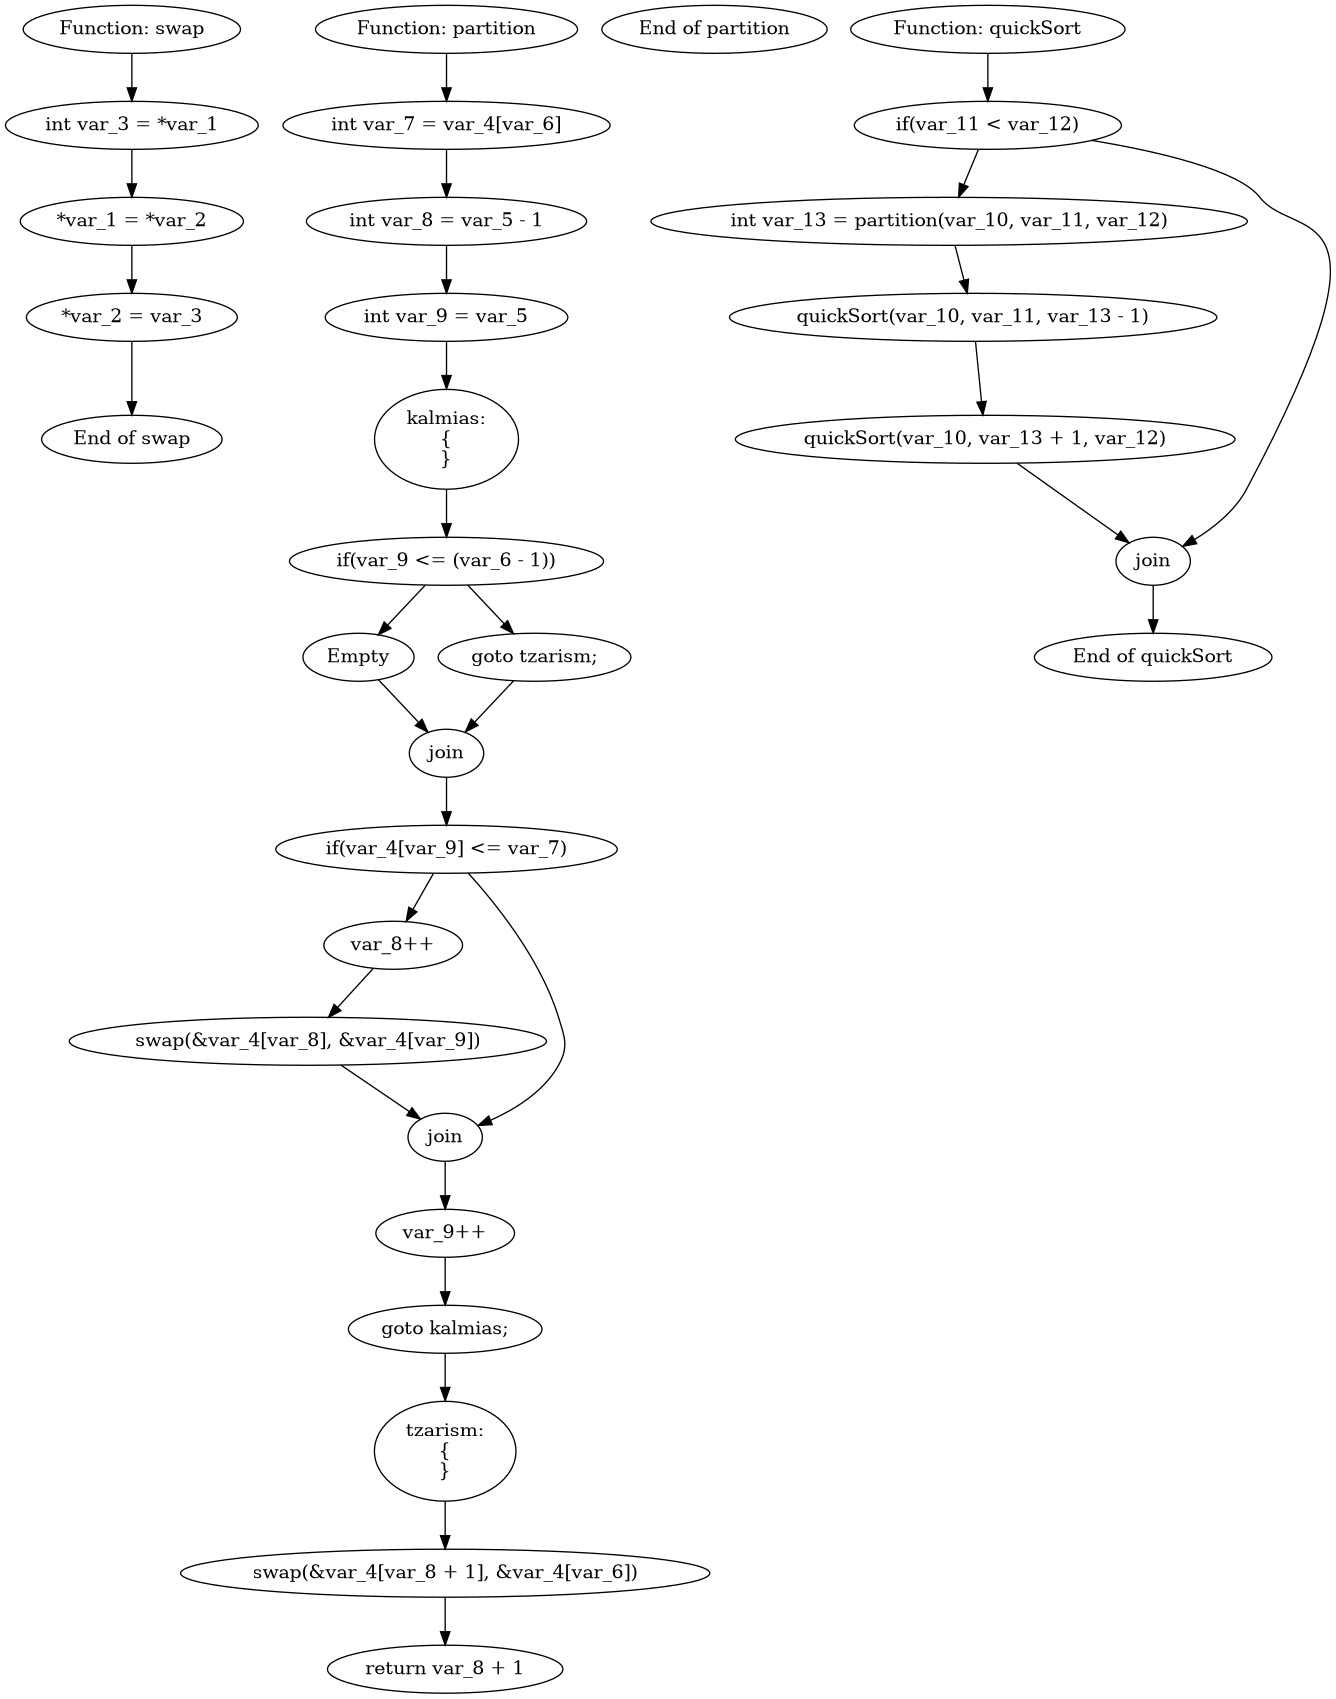 Function: swap
int var_3 = *var_1
*var_1 = *var_2
*var_2 = var_3
End of swap
Function: partition
int var_7 = var_4[var_6]
int var_8 = var_5 - 1
int var_9 = var_5
kalmias:
{
}
if(var_9 <= (var_6 - 1))
Empty
goto tzarism;
join
if(var_4[var_9] <= var_7)
var_8++
swap(&var_4[var_8], &var_4[var_9])
join
var_9++
goto kalmias;
tzarism:
{
}
swap(&var_4[var_8 + 1], &var_4[var_6])
return var_8 + 1
End of partition
Function: quickSort
if(var_11 < var_12)
int var_13 = partition(var_10, var_11, var_12)
quickSort(var_10, var_11, var_13 - 1)
quickSort(var_10, var_13 + 1, var_12)
join
End of quickSort